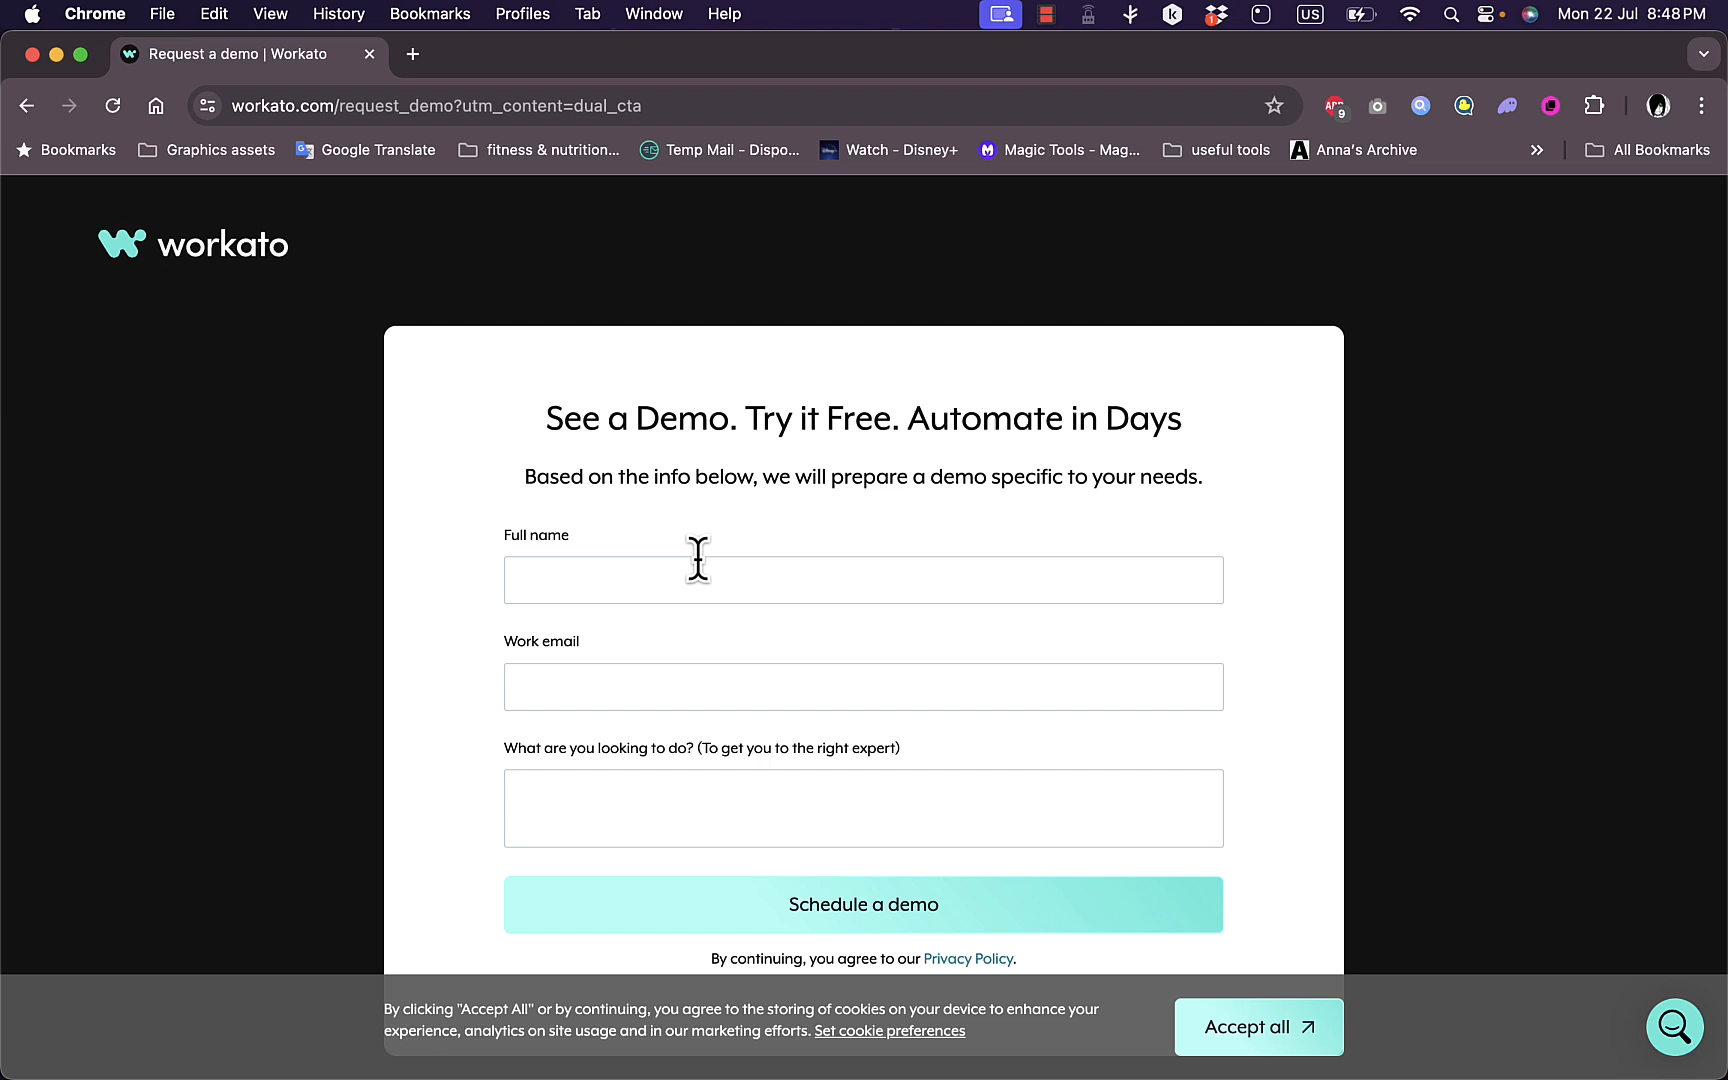 Chrome File Edit View History Bookmarks Profiles Tab Window Help US Mon 22 Jul 8:48 PM
Request a demo | Workato
workato.com/request_demo?utm_content=dual_cta
ABP 9
Bookmarks Graphics assets Google Translate fitness & nutrition... Temp Mail - Dispo... Watch - Disney+ Magic Tools - Mag... useful tools Anna's Archive All Bookmarks
workato
See a Demo. Try it Free. Automate in Days
Based on the info below, we will prepare a demo specific to your needs.
Full name
Work email
What are you looking to do? (To get you to the right expert)
Schedule a demo
By continuing, you agree to our Privacy Policy.
By clicking "Accept All" or by continuing, you agree to the storing of cookies on your device to enhance your
experience, analytics on site usage and in our marketing efforts. Set cookie preferences
Accept all